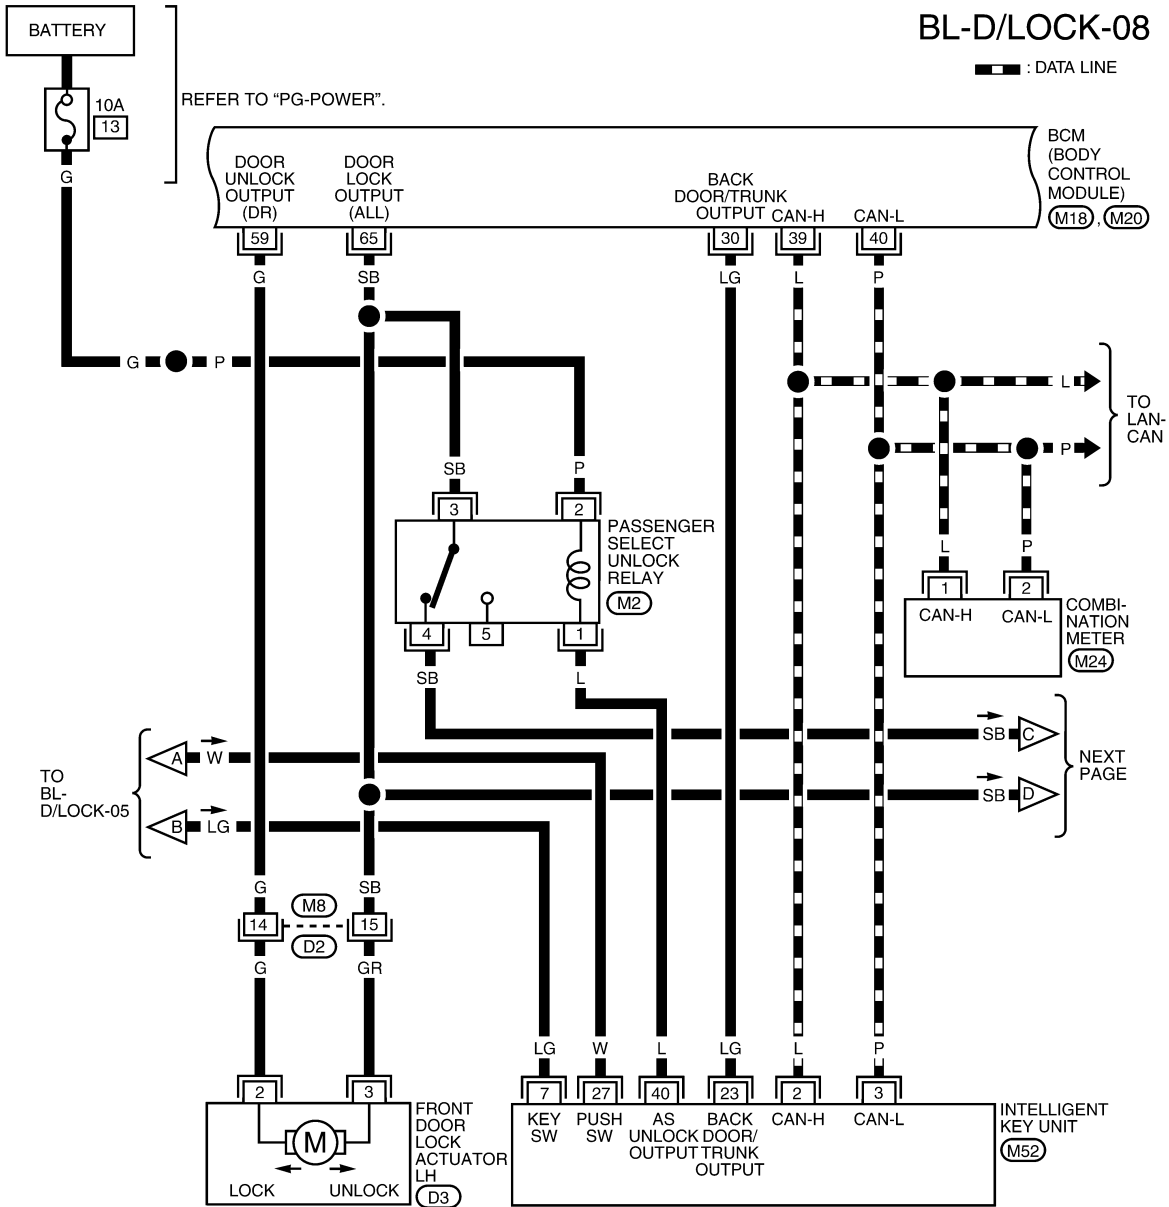 BATTERY
BL-D/LOCK-08
: DATA LINE
10A
13
REFER TO “PG-POWER”.
G
DOOR
UNLOCK
OUTPUT
(DR)
DOOR
LOCK
OUTPUT
(ALL)
BACK
DOOR/TRUNK
OUTPUT
CAN-H
CAN-L
BCM
(BODY
CONTROL
MODULE)
M18 , M20
59
65
30
39
40
G
SB
LG
L
P
G
P
L
P
TO
LAN-
CAN
SB
P
3
2
PASSENGER
SELECT
UNLOCK
RELAY
M2
4
5
1
SB
L
L
P
1
2
CAN-H
CAN-L
COMBI-
NATION
METER
M24
TO
BL-
D/LOCK-05
A
W
B
LG
SB
C
SB
D
NEXT
PAGE
G
SB
14
M8
15
D2
G
GR
LG
W
L
LG
L
P
2
3
M
LOCK
UNLOCK
FRONT
DOOR
LOCK
ACTUATOR
LH
D3
7
27
40
23
2
3
KEY
SW
PUSH
SW
AS
UNLOCK
OUTPUT
BACK
DOOR/
TRUNK
OUTPUT
CAN-H
CAN-L
INTELLIGENT
KEY UNIT
M52